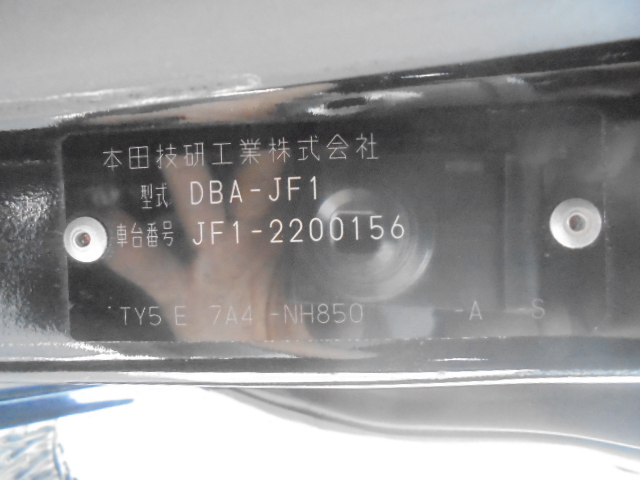 本田技研工業株式会社
型式 DBA-JF1
車台番号 JF1-2200156
TY5 E 7A4 -NH850 -A -S